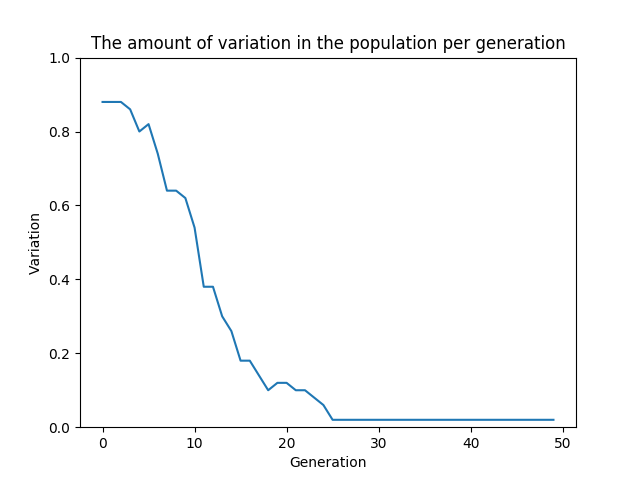 The amount of variation in the population per generation
1.0
0.8
0.6
0.4
0.2
0.0
Variation
0 10 20 30 40 50
Generation